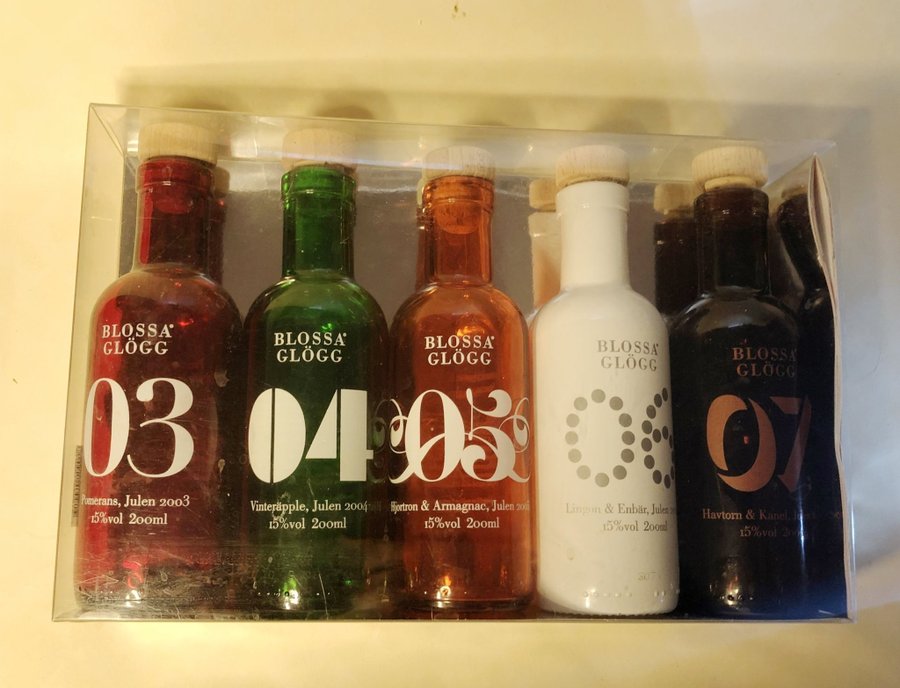 BLOSSA
GLÖGG
03
Pomerans, Julen 2003
15%vol 200ml
BLOSSA
GLÖGG
04
Vinteräpple, Julen 2004
15%vol 200ml
BLOSSA
GLÖGG
05
Hjortron & Armagnac, Julen
15%vol 200ml
BLOSSA
GLÖGG
06
Lingon & Enbär, Julen
15%vol 200ml
BLOSSA
GLÖGG
07
Havtorn & Kanel,
15%vol